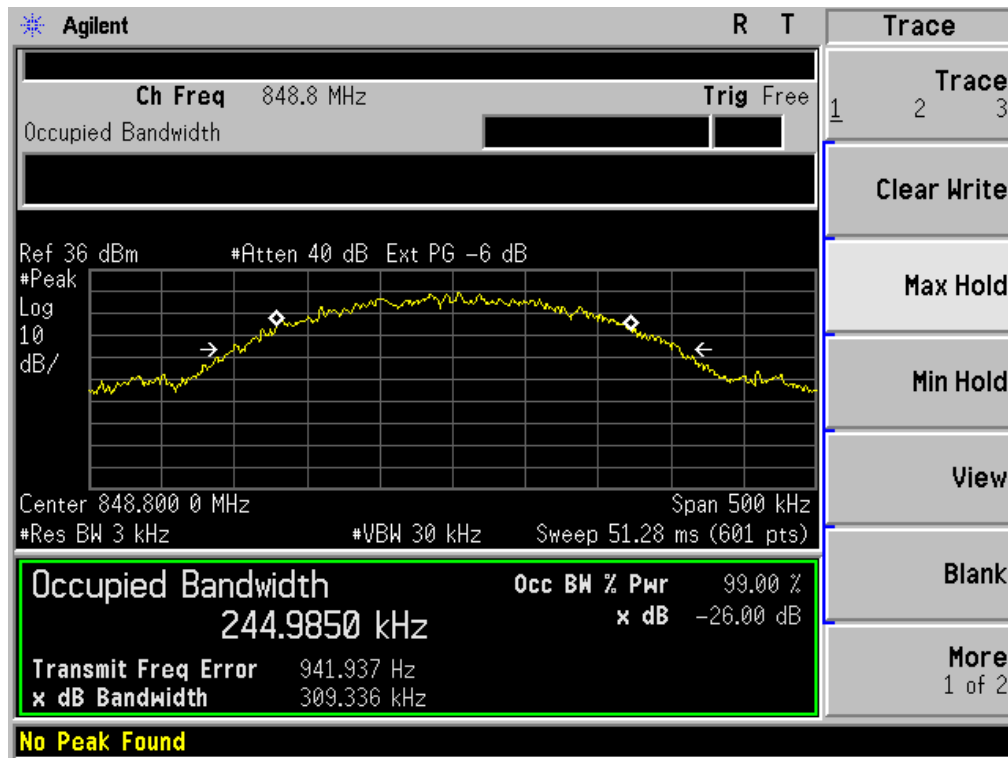 Agilent R T
Ch Freq 848.8 MHz Trig Free
Occupied Bandwidth
Ref 36 dBm #Atten 40 dB Ext PG -6 dB
#Peak
Log
10
dB/
Center 848.800 0 MHz Span 500 kHz
#Res BW 3 kHz #VBW 30 kHz Sweep 51.28 ms (601 pts)
Occupied Bandwidth Occ BW % Pwr 99.00 %
244.9850 kHz x dB -26.00 dB
Transmit Freq Error 941.937 Hz
x dB Bandwidth 309.336 kHz
No Peak Found
Trace
Trace
1 2 3
Clear Write
Max Hold
Min Hold
View
Blank
More
1 of 2